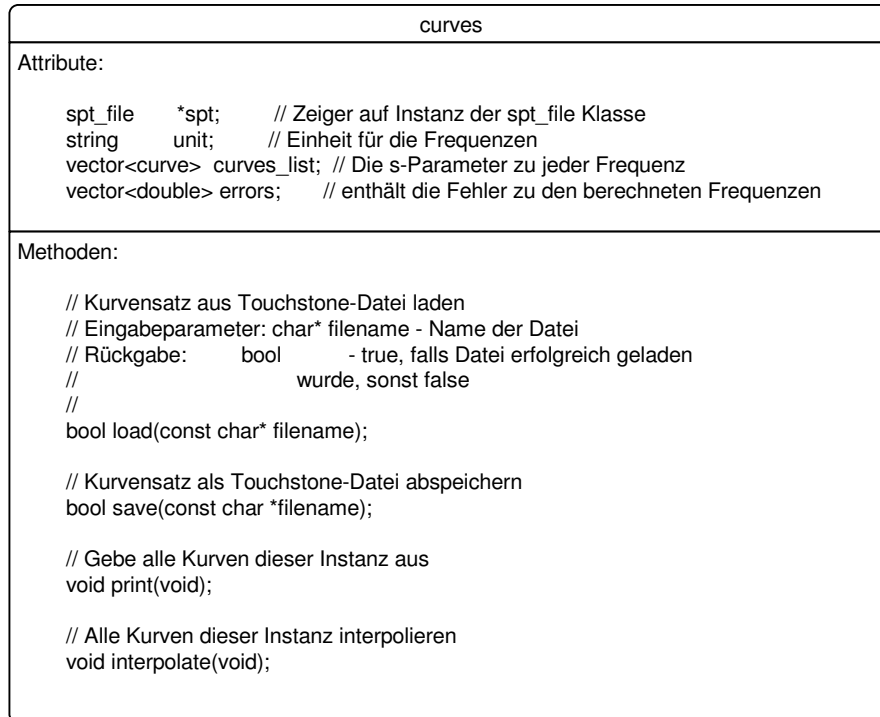 curves
Attribute:
spt_file *spt; // Zeiger auf Instanz der spt_file Klasse
string unit; // Einheit für die Frequenzen
vector<curve> curves_list; // Die s-Parameter zu jeder Frequenz
vector<double> errors; // enthält die Fehler zu den berechneten Frequenzen
Methoden:
// Kurvensatz aus Touchstone-Datei laden
// Eingabeparameter: char* filename - Name der Datei
// Rückgabe: bool - true, falls Datei erfolgreich geladen
// wurde, sonst false
//
bool load(const char* filename);
// Kurvensatz als Touchstone-Datei abspeichern
bool save(const char *filename);
// Gebe alle Kurven dieser Instanz aus
void print(void);
// Alle Kurven dieser Instanz interpolieren
void interpolate(void);